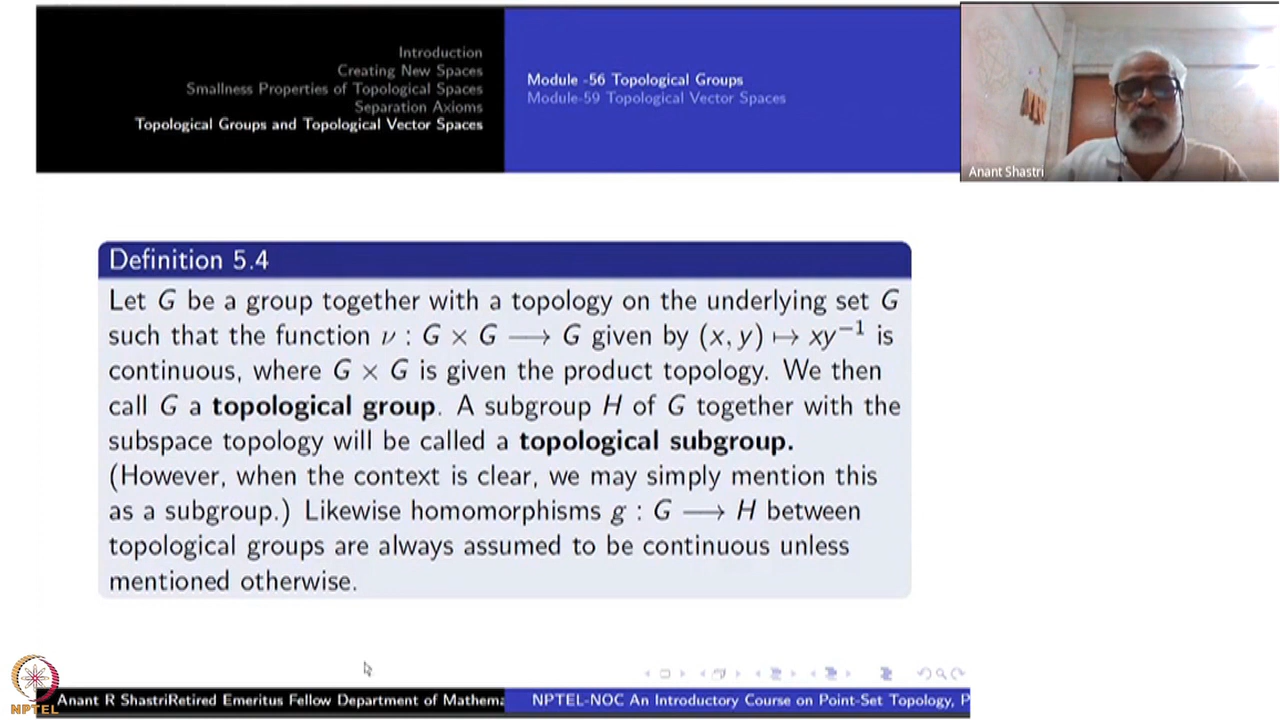 Introduction
Creating New Spaces
Smallness Properties of Topological Spaces
Separation Axioms
Topological Groups and Topological Vector Spaces
Module -56 Topological Groups
Module-59 Topological Vector Spaces
Anant Shastri
Definition 5.4
Let G be a group together with a topology on the underlying set G
such that the function ν : G × G ⟶ G given by (x, y) ↦ xy⁻¹ is
continuous, where G × G is given the product topology. We then
call G a topological group. A subgroup H of G together with the
subspace topology will be called a topological subgroup.
(However, when the context is clear, we may simply mention this
as a subgroup.) Likewise homomorphisms g : G ⟶ H between
topological groups are always assumed to be continuous unless
mentioned otherwise.
NPTEL
Anant R ShastriRetired Emeritus Fellow Department of Mathema
NPTEL-NOC An Introductory Course on Point-Set Topology, P